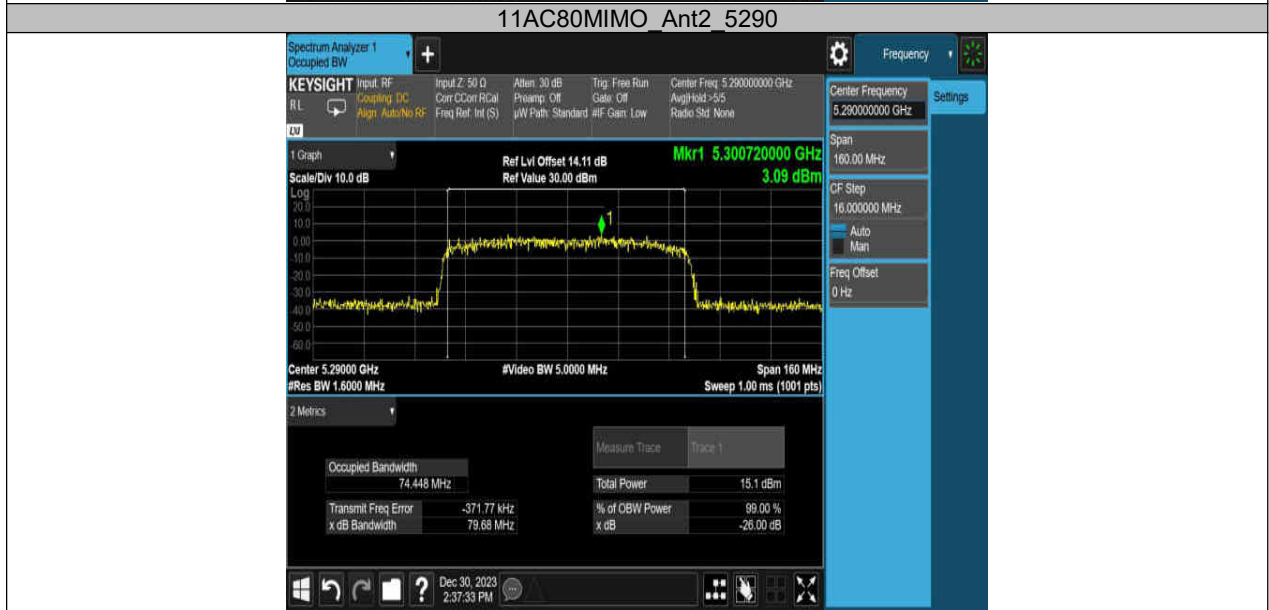 11AC80MIMO_Ant2_5290
Spectrum Analyzer 1
Occupied BW
+
Frequency
KEYSIGHT
RL
LXI
Input: RF
Coupling: DC
Align: Auto/No RF
Input Z: 50 Ω
Corr CCorr RCal
Freq Ref: Int (S)
Atten: 30 dB
Preamp: Off
µW Path: Standard
Trig: Free Run
Gate: Off
#IF Gain: Low
Center Freq: 5.290000000 GHz
Avg|Hold:>5/5
Radio Std: None
Center Frequency
5.290000000 GHz
Settings
Span
160.00 MHz
CF Step
16.000000 MHz
Auto
Man
Freq Offset
0 Hz
1 Graph
Scale/Div 10.0 dB
Ref Lvl Offset 14.11 dB
Ref Value 30.00 dBm
Mkr1 5.300720000 GHz
3.09 dBm
Log
20.0
10.0
0.00
-10.0
-20.0
-30.0
-40.0
-50.0
-60.0
1
Center 5.29000 GHz
#Res BW 1.6000 MHz
#Video BW 5.0000 MHz
Span 160 MHz
Sweep 1.00 ms (1001 pts)
2 Metrics
Measure Trace Trace 1
Occupied Bandwidth
74.448 MHz
Total Power 15.1 dBm
Transmit Freq Error -371.77 kHz
% of OBW Power 99.00 %
x dB Bandwidth 79.68 MHz
x dB -26.00 dB
?
Dec 30, 2023
2:37:33 PM